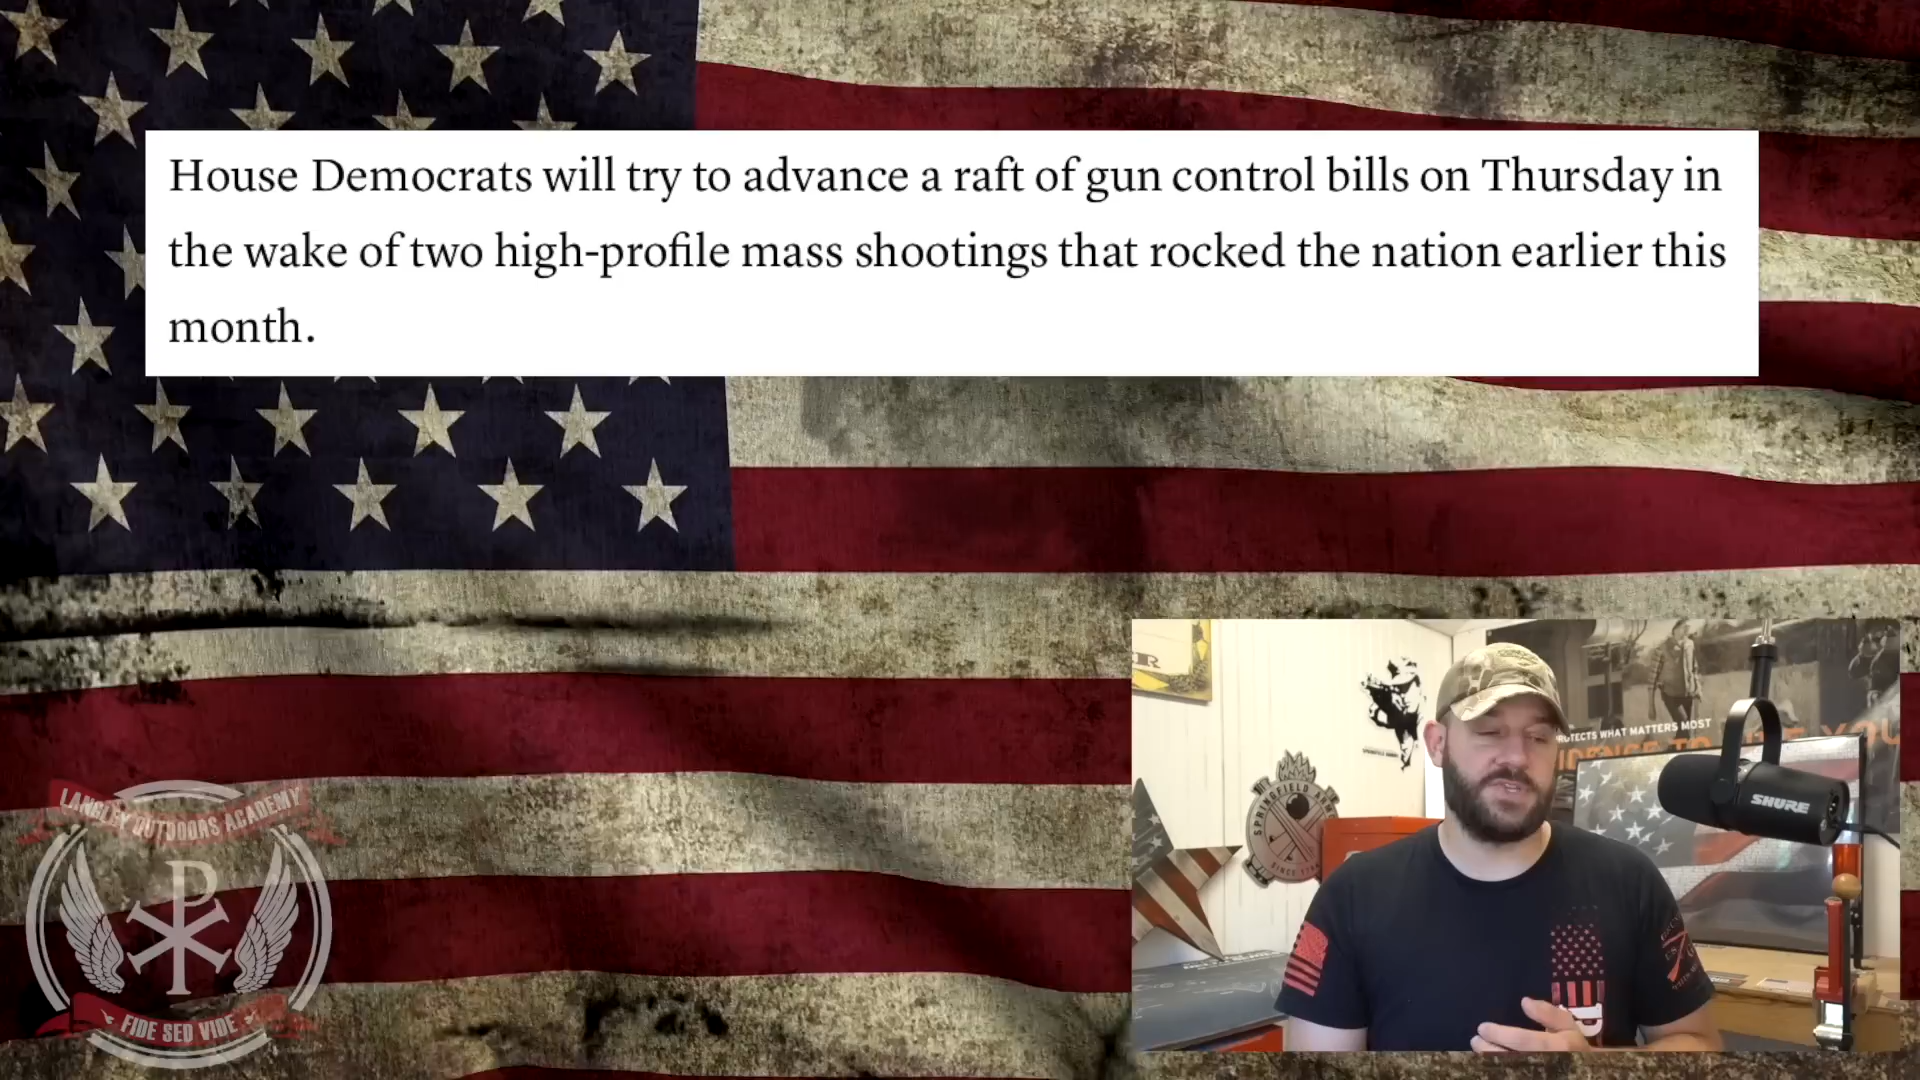 House Democrats will try to advance a raft of gun control bills on Thursday in
the wake of two high-profile mass shootings that rocked the nation earlier this
month.
PROTECTS WHAT MATTERS MOST
SHURE
SPRINGFIELD
LANGLEY OUTDOORS ACADEMY
FIDE SED VIDE